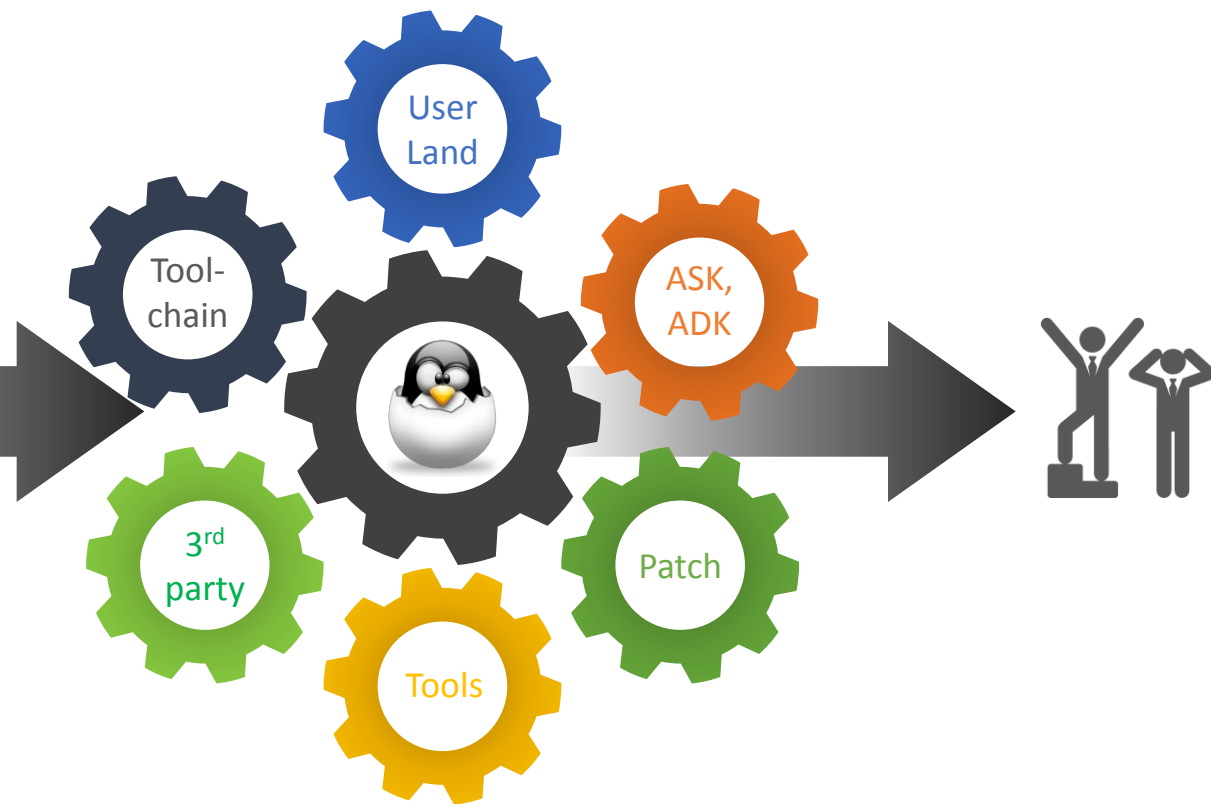 User
Land
Tool-
chain
ASK,
ADK
3rd
party
Patch
Tools